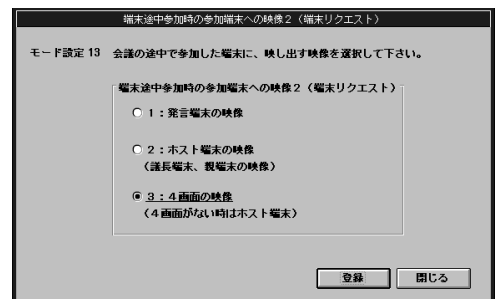 端末途中参加時の参加端末への映像2（端末リクエスト）
モード設定 13 会議の途中で参加した端末に、映し出す映像を選択して下さい。
端末途中参加時の参加端末への映像2（端末リクエスト）
1：発言端末の映像
2：ホスト端末の映像
（議長端末、親端末の映像）
3：4画面の映像
（4画面がない時はホスト端末）
登録 閉じる